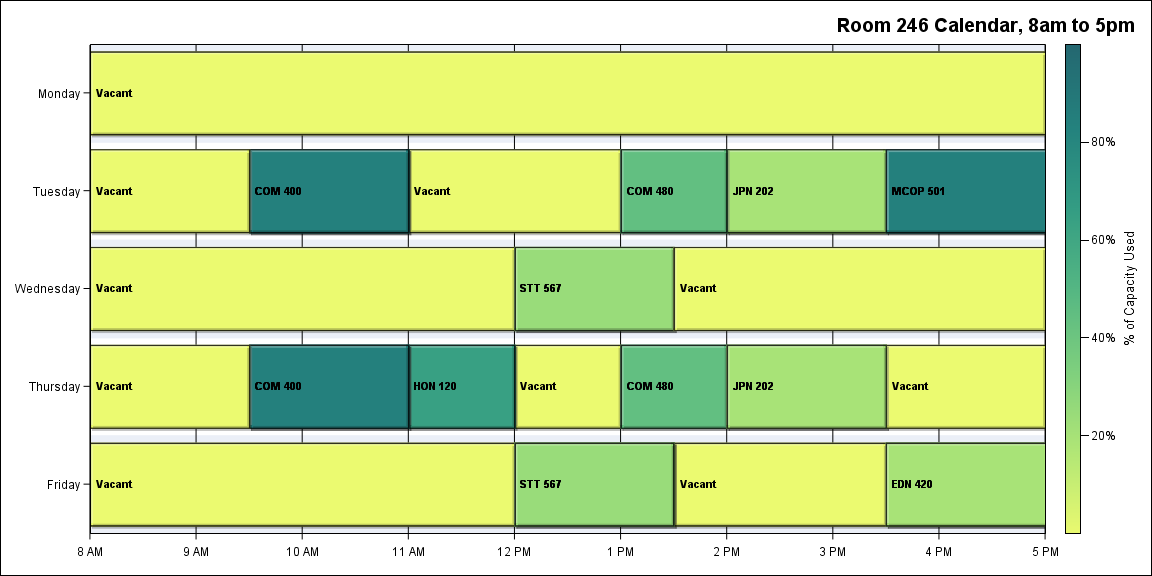 Room 246 Calendar, 8am to 5pm
Monday
Vacant
Tuesday
Vacant
COM 400
Vacant
COM 480
JPN 202
MCOP 501
Wednesday
Vacant
STT 567
Vacant
Thursday
Vacant
COM 400
HON 120
Vacant
COM 480
JPN 202
Vacant
Friday
Vacant
STT 567
Vacant
EDN 420
8 AM
9 AM
10 AM
11 AM
12 PM
1 PM
2 PM
3 PM
4 PM
5 PM
80%
60%
40%
20%
% of Capacity Used